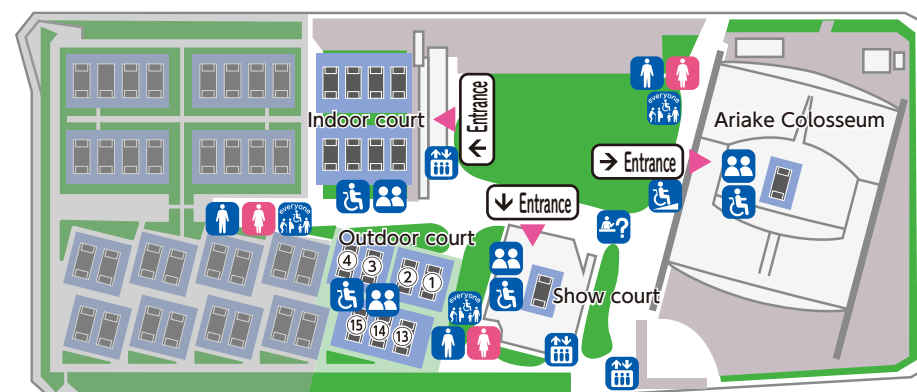 everyone
Indoor court
← Entrance
Ariake Colosseum
→ Entrance
everyone
↓ Entrance
?
Outdoor court
4
3
2
1
Show court
everyone
15
14
13